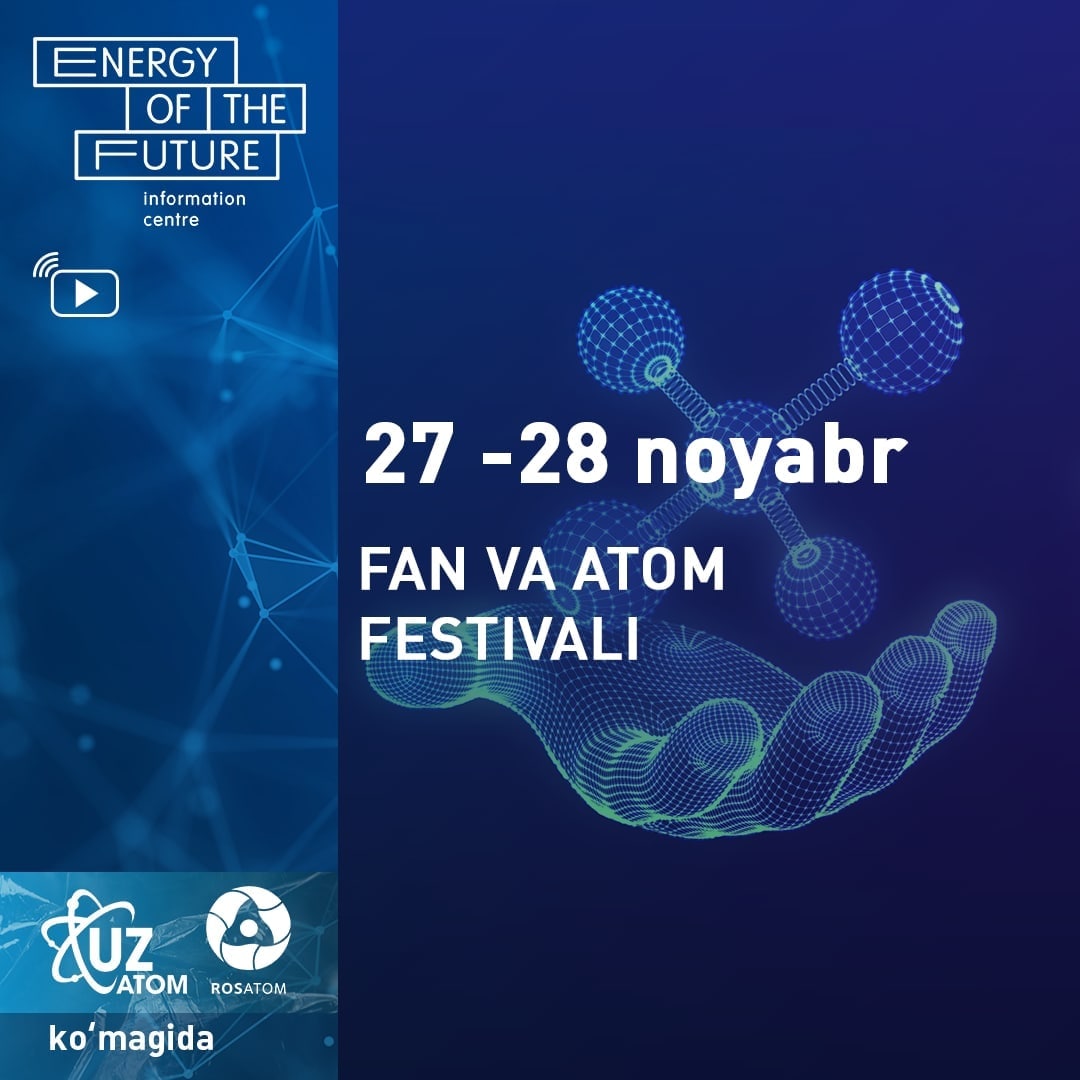 ENERGY
OF THE
FUTURE
information
centre
27 -28 noyabr
FAN VA ATOM
FESTIVALI
UZ
ATOM
ROSATOM
ko‘magida